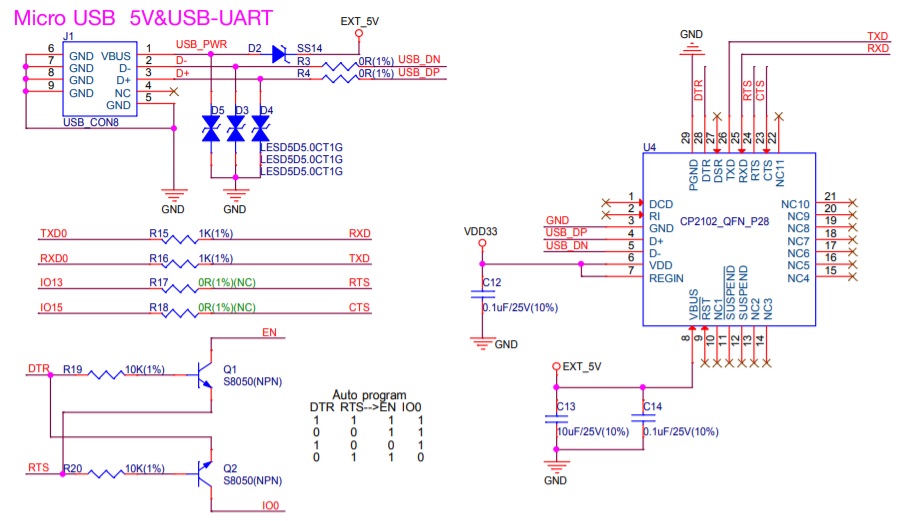 Micro USB 5V&USB-UART
J1
6 GND VBUS 1 USB_PWR
7 GND D- 2 D-
8 GND D+ 3 D+
9 GND NC 4
GND 5
USB_CON8
D2 SS14
EXT_5V
R3 0R(1%) USB_DN
R4 0R(1%) USB_DP
D5 D3 D4
LESD5D5.0CT1G
LESD5D5.0CT1G
LESD5D5.0CT1G
GND GND
TXD0 R15 1K(1%) RXD
RXD0 R16 1K(1%) TXD
IO13 R17 0R(1%)(NC) RTS
IO15 R18 0R(1%)(NC) CTS
EN
DTR R19 10K(1%) Q1
S8050(NPN)
RTS R20 10K(1%) Q2
S8050(NPN)
IO0
Auto program
DTR RTS-->EN IO0
1 1 1 1
0 0 1 1
1 0 0 1
0 1 1 0
GND
TXD
RXD
DTR RTS CTS
29 28 27 26 25 24 23 22
U4
PGND DTR DSR TXD RXD RTS CTS NC11
CP2102_QFN_P28
1 DCD
2 RI
GND 3 GND
USB_DP 4 D+
USB_DN 5 D-
6 VDD
7 REGIN
NC10 21
NC9 20
NC8 19
NC7 18
NC6 17
NC5 16
NC4 15
VBUS RST NC1 SUSPEND SUSPEND NC2 NC3
8 9 10 11 12 13 14
VDD33
C12
0.1uF/25V(10%)
GND
EXT_5V
C13 C14
10uF/25V(10%) 0.1uF/25V(10%)
GND